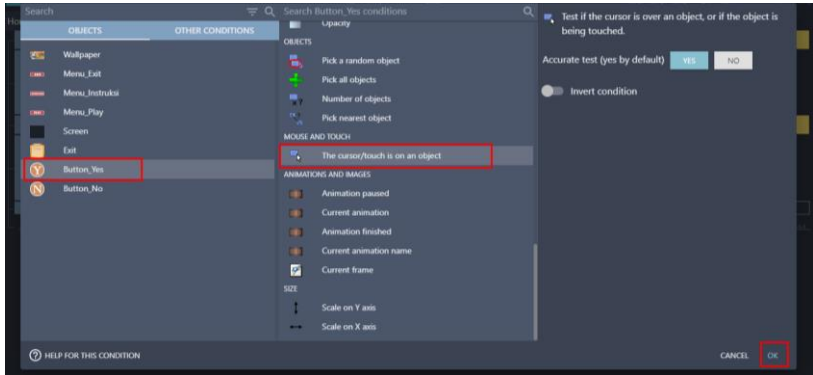 Search
OBJECTS
OTHER CONDITIONS
Wallpaper
Menu_Exit
Menu_Instruksi
Menu_Play
Screen
Exit
Button_Yes
Button_No
Search Button_Yes conditions
Opacity
OBJECTS
Pick a random object
Pick all objects
Number of objects
Pick nearest object
MOUSE AND TOUCH
The cursor/touch is on an object
ANIMATIONS AND IMAGES
Animation paused
Current animation
Animation finished
Current animation name
Current frame
SIZE
Scale on Y axis
Scale on X axis
Test if the cursor is over an object, or if the object is
being touched.
Accurate test (yes by default) YES NO
Invert condition
HELP FOR THIS CONDITION
CANCEL
OK